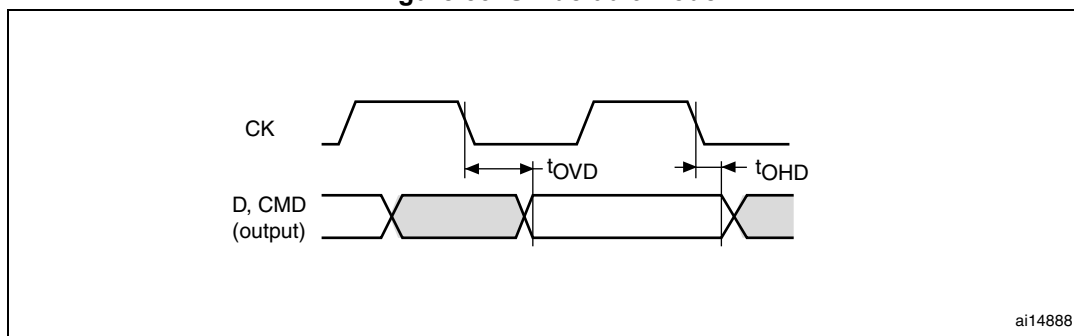 CK
tOVD
tOHD
D, CMD
(output)
ai14888